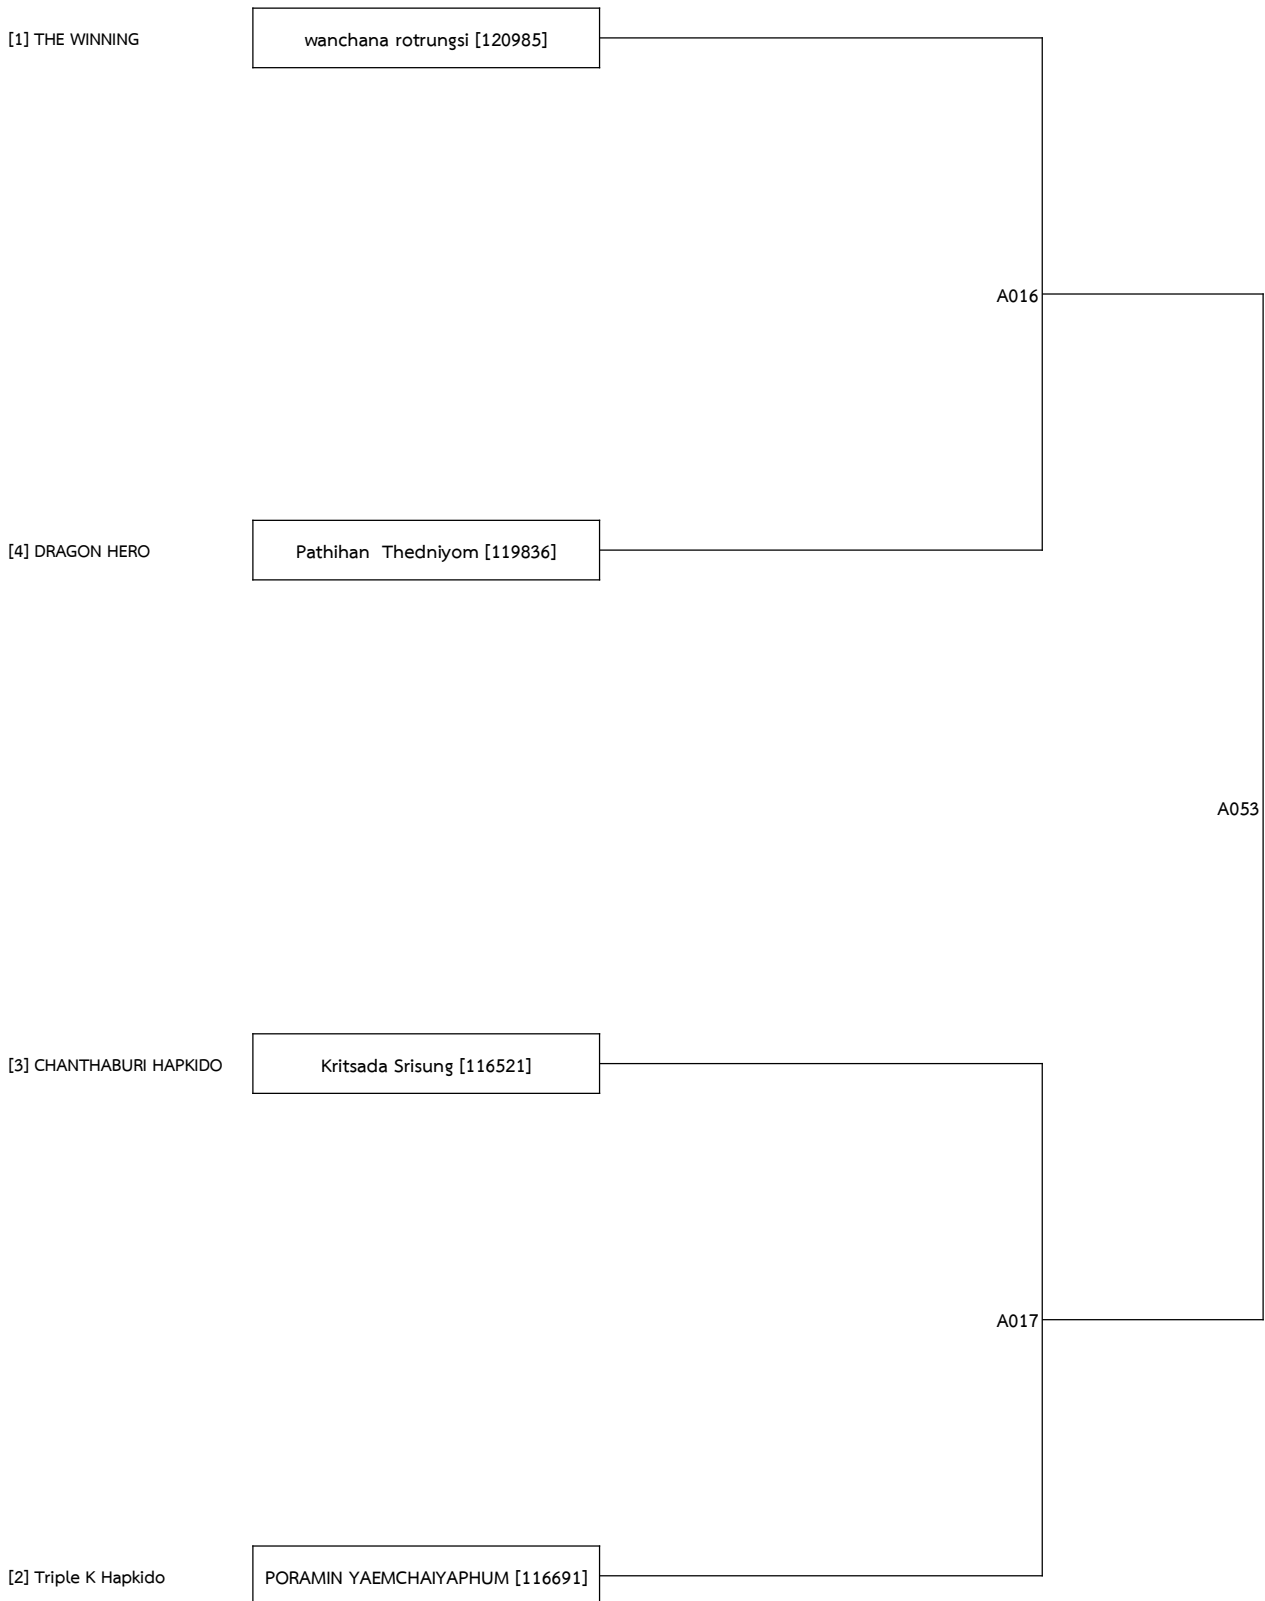 [1] THE WINNING
wanchana rotrungsi [120985]
A016
[4] DRAGON HERO
Pathihan  Thedniyom [119836]
A053
[3] CHANTHABURI HAPKIDO
Kritsada Srisung [116521]
A017
[2] Triple K Hapkido
PORAMIN YAEMCHAIYAPHUM [116691]